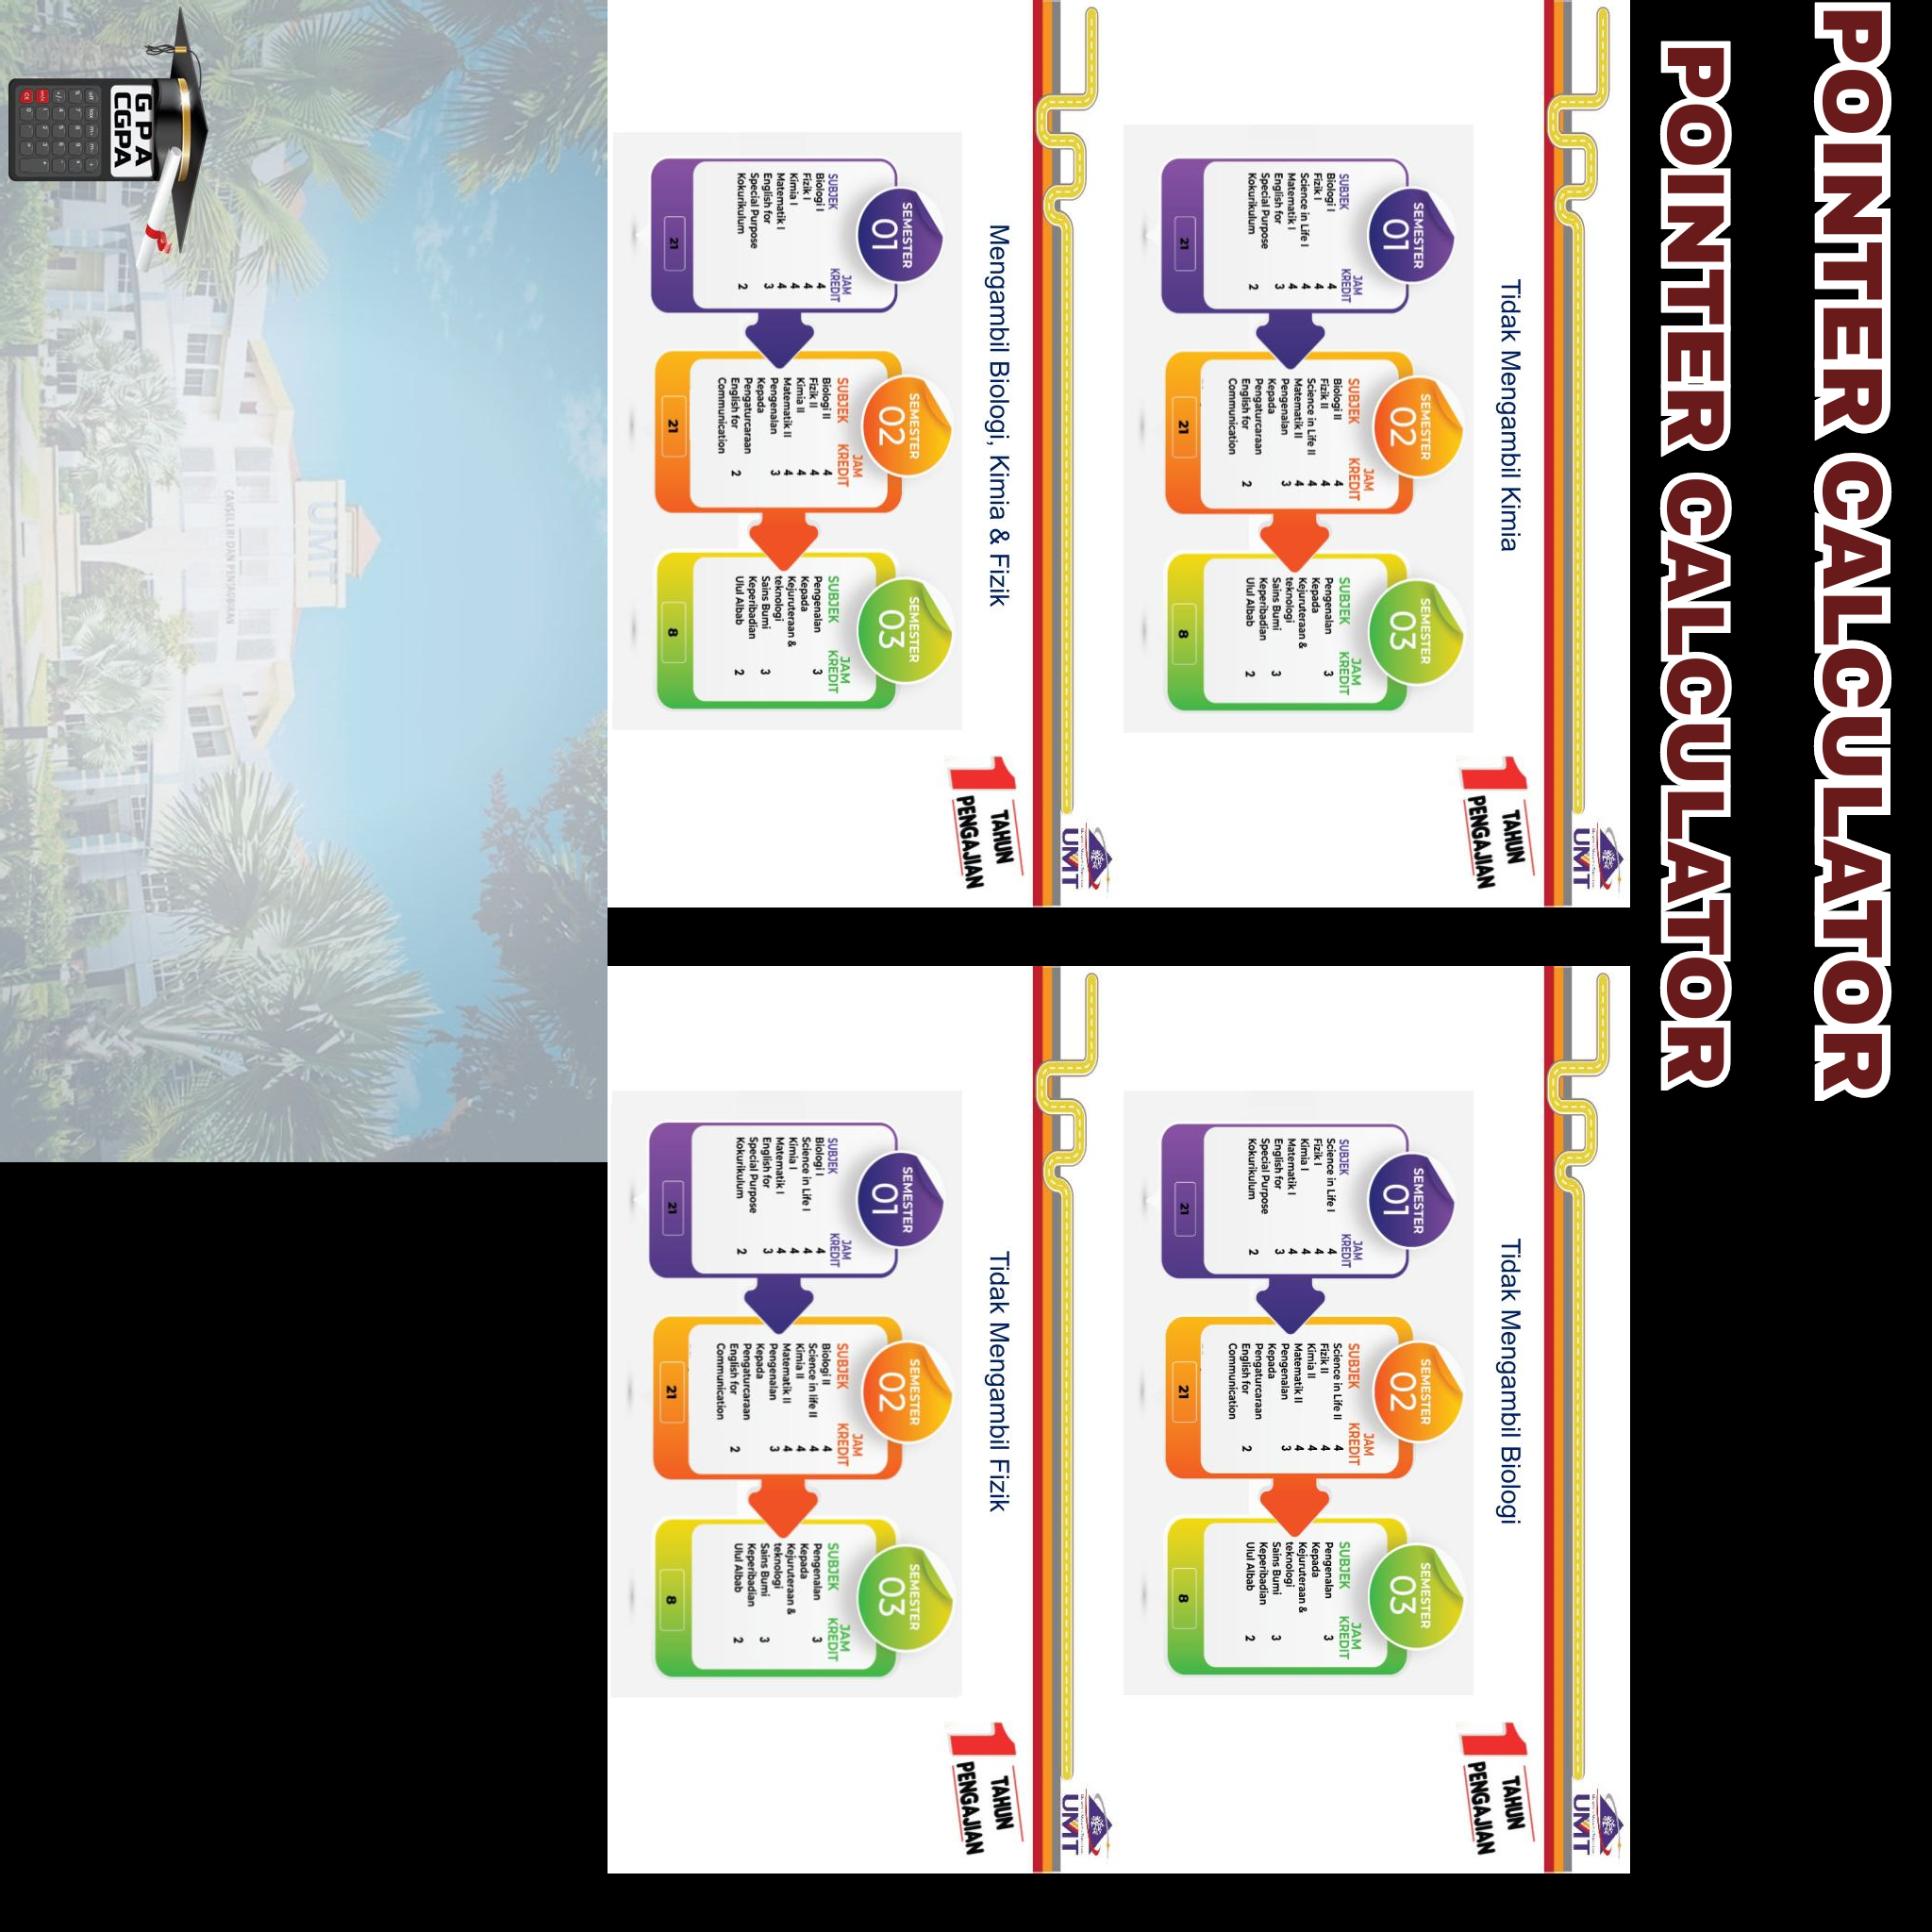 POINTER CALCULATOR
POINTER CALCULATOR
Tidak Mengambil Kimia
SEMESTER
01
SUBJEK
JAM
KREDIT
Biologi I 4
Fizik I 4
Science in Life I 4
Matematik I 4
English for 3
Special Purpose
Kokurikulum 2
21
SEMESTER
02
SUBJEK
JAM
KREDIT
Biologi II 4
Fizik II 4
Science in Life II 4
Matematik II 4
Pengenalan 3
Kepada
Pengaturcaraan
English for 2
Communication
21
SEMESTER
03
SUBJEK
JAM
KREDIT
Pengenalan 3
Kepada
Kejuruteraan &
teknologi
Sains Bumi 3
Keperibadian
Ulul Albab 2
8
1
TAHUN
PENGAJIAN
UMT
Tidak Mengambil Biologi
SEMESTER
01
SUBJEK
JAM
KREDIT
Science in Life I 4
Fizik I 4
Kimia I 4
Matematik I 4
English for 3
Special Purpose
Kokurikulum 2
21
SEMESTER
02
SUBJEK
JAM
KREDIT
Science in Life II 4
Fizik II 4
Kimia II 4
Matematik II 4
Pengenalan 3
Kepada
Pengaturcaraan
English for 2
Communication
21
SEMESTER
03
SUBJEK
JAM
KREDIT
Pengenalan 3
Kepada
Kejuruteraan &
teknologi
Sains Bumi 3
Keperibadian
Ulul Albab 2
8
1
TAHUN
PENGAJIAN
UMT
Mengambil Biologi, Kimia & Fizik
SEMESTER
01
SUBJEK
JAM
KREDIT
Biologi I 4
Fizik I 4
Kimia I 4
Matematik I 4
English for 3
Special Purpose
Kokurikulum 2
21
SEMESTER
02
SUBJEK
JAM
KREDIT
Biologi II 4
Fizik II 4
Kimia II 4
Matematik II 4
Pengenalan 3
Kepada
Pengaturcaraan
English for 2
Communication
21
SEMESTER
03
SUBJEK
JAM
KREDIT
Pengenalan 3
Kepada
Kejuruteraan &
teknologi
Sains Bumi 3
Keperibadian
Ulul Albab 2
8
1
TAHUN
PENGAJIAN
UMT
Tidak Mengambil Fizik
SEMESTER
01
SUBJEK
JAM
KREDIT
Biologi I 4
Science in Life I 4
Kimia I 4
Matematik I 4
English for 3
Special Purpose
Kokurikulum 2
21
SEMESTER
02
SUBJEK
JAM
KREDIT
Biologi II 4
Science in life II 4
Kimia II 4
Matematik II 4
Pengenalan 3
Kepada
Pengaturcaraan
English for 2
Communication
21
SEMESTER
03
SUBJEK
JAM
KREDIT
Pengenalan 3
Kepada
Kejuruteraan &
teknologi
Sains Bumi 3
Keperibadian
Ulul Albab 2
8
1
TAHUN
PENGAJIAN
UMT
GPA
CGPA
UMT
CANSELERI DAN PENTADBIRAN